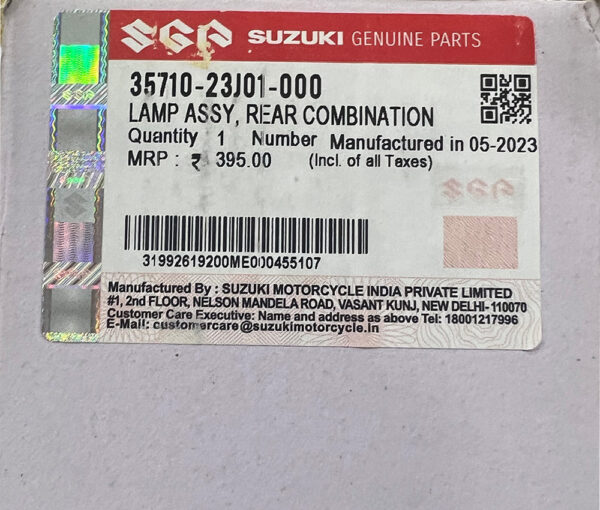 SGP SUZUKI GENUINE PARTS
35710-23J01-000
LAMP ASSY, REAR COMBINATION
Quantity 1 Number Manufactured in 05-2023
MRP : ₹ 395.00 (Incl. of all Taxes)
SGP
31992619200ME000455107
Manufactured By : SUZUKI MOTORCYCLE INDIA PRIVATE LIMITED
#1, 2nd FLOOR, NELSON MANDELA ROAD, VASANT KUNJ, NEW DELHI- 110070
Customer Care Executive: Name and address as above Tel: 18001217996
E-Mail: customercare@suzukimotorcycle.in